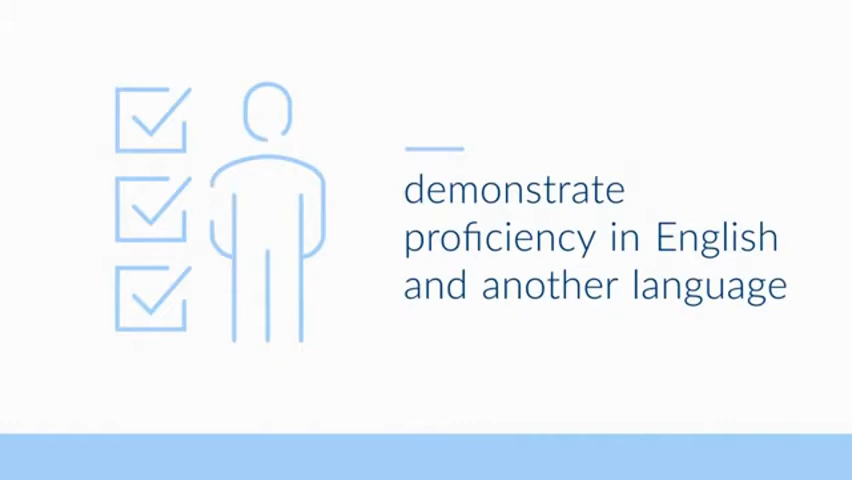 demonstrate
proficiency in English
and another language